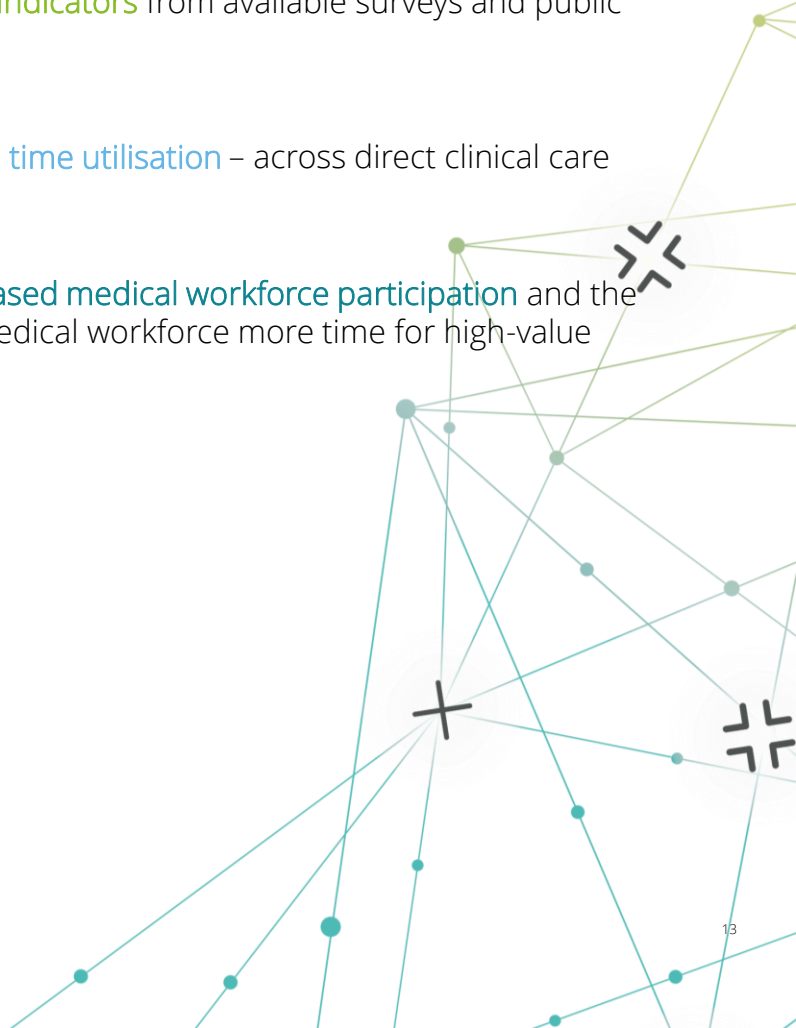 indicators from available surveys and public
time utilisation – across direct clinical care
ased medical workforce participation and the
edical workforce more time for high-value
13